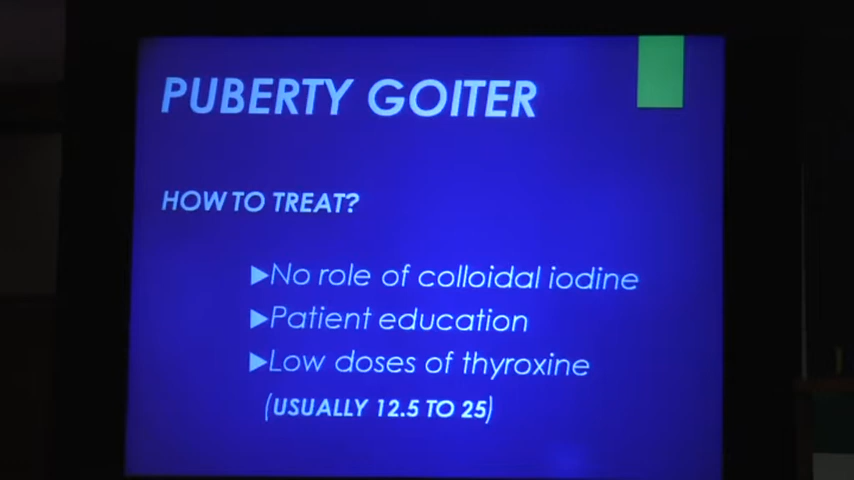 PUBERTY GOITER
HOW TO TREAT?
▶No role of colloidal iodine
▶Patient education
▶Low doses of thyroxine
(USUALLY 12.5 TO 25)